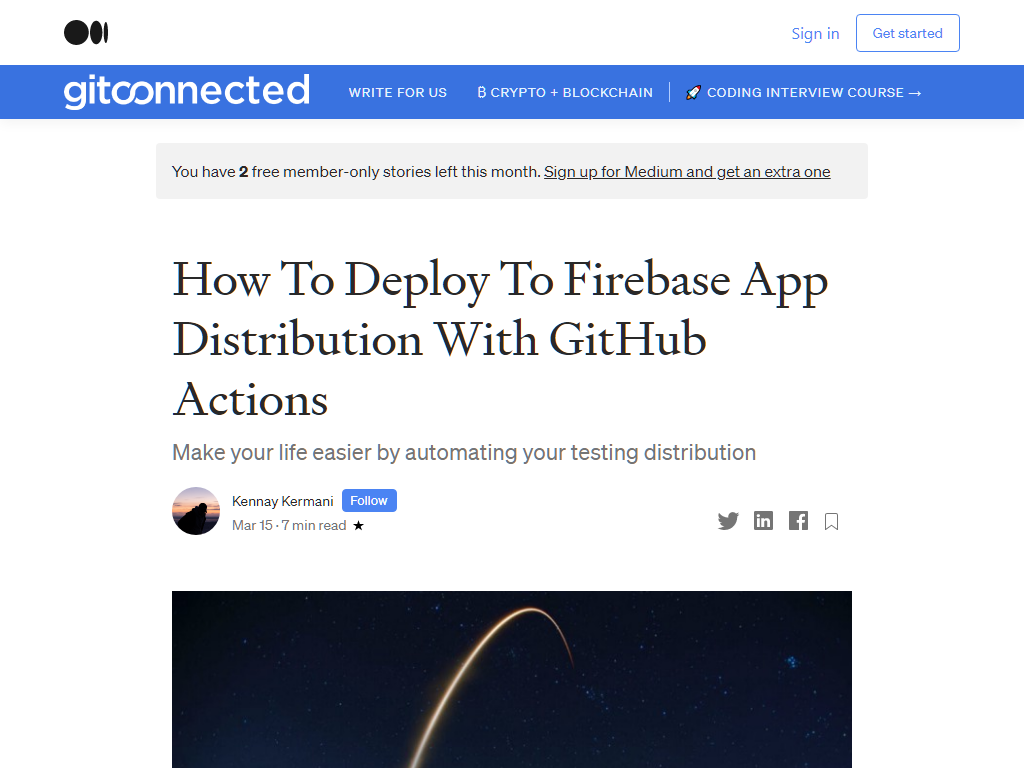 Sign in
Get started
gitconnected
WRITE FOR US
₿ CRYPTO + BLOCKCHAIN
🚀 CODING INTERVIEW COURSE →
You have 2 free member-only stories left this month. Sign up for Medium and get an extra one
How To Deploy To Firebase App
Distribution With GitHub
Actions
Make your life easier by automating your testing distribution
Kennay Kermani
Follow
Mar 15 · 7 min read ★